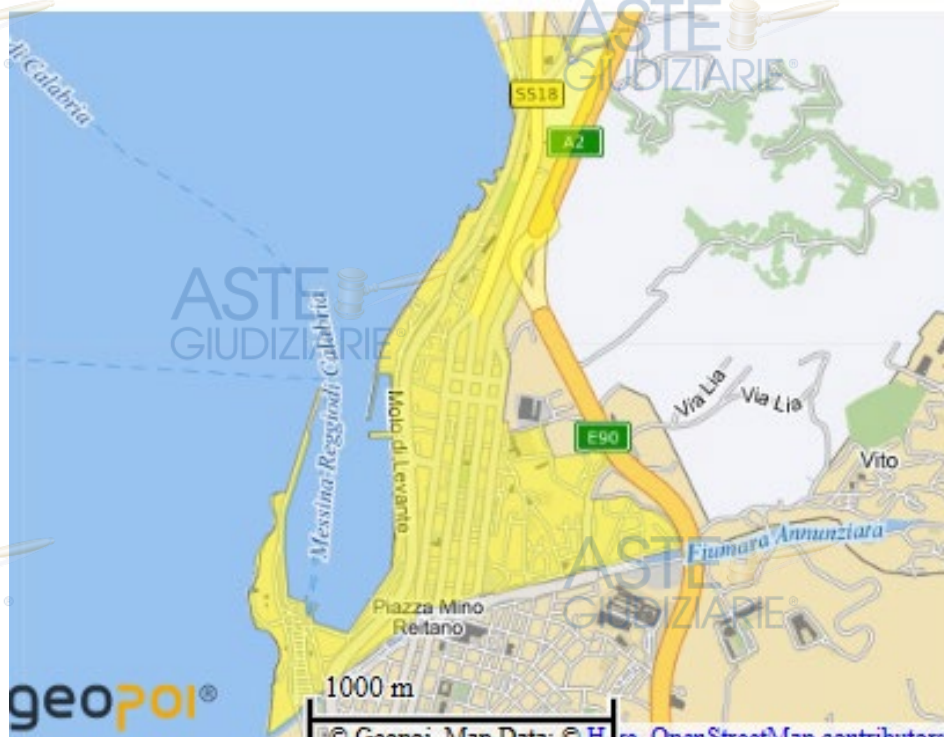 ASTE
GIUDIZIARIE®
di Calabria
SS18
A2
ASTE
GIUDIZIARIE®
Messina-Reggio di Calabria
Molo di Levante
Via Lia
Via Lia
E90
Vito
Fiumara Annunziata
ASTE
GIUDIZIARIE®
Piazza Mino
Reitano
geopoi®
1000 m
© Geopoi, Map Data: © Here, OpenStreetMap contributors